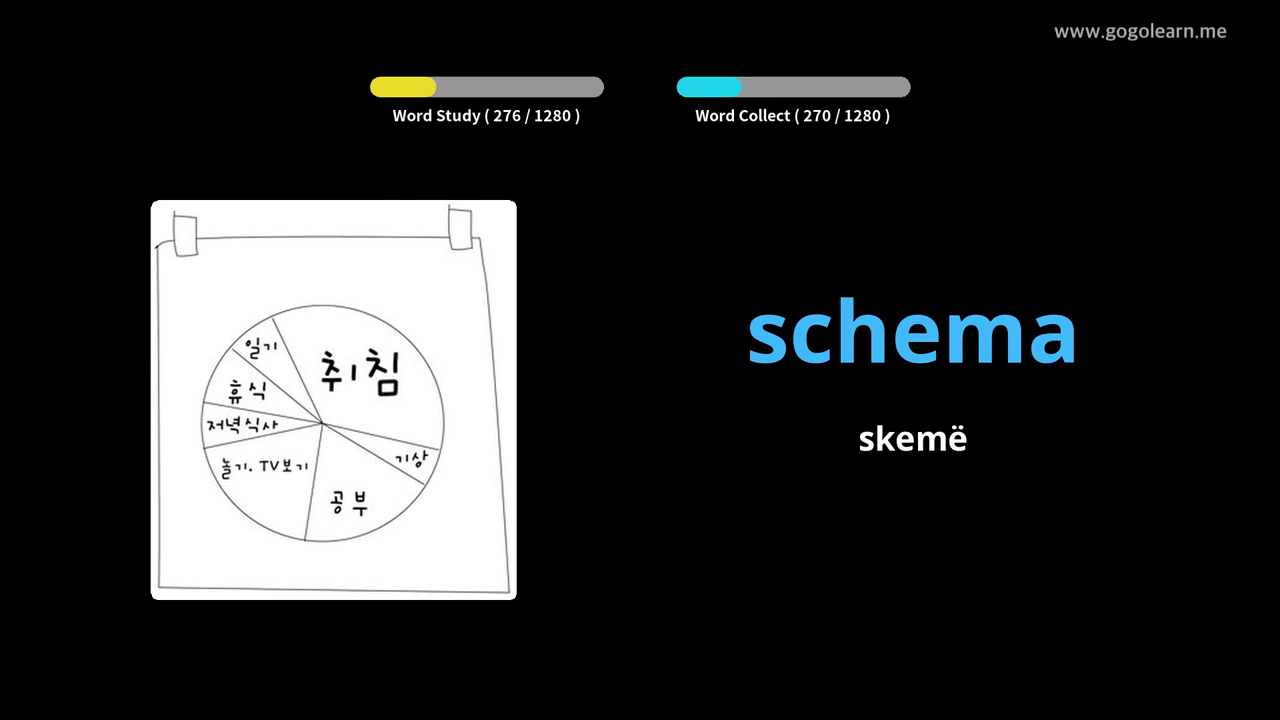 www.gogolearn.me
Word Study ( 276 / 1280 )
Word Collect ( 270 / 1280 )
일기
취침
휴식
저녁식사
놀기. TV보기
기상
공부
schema
skemë